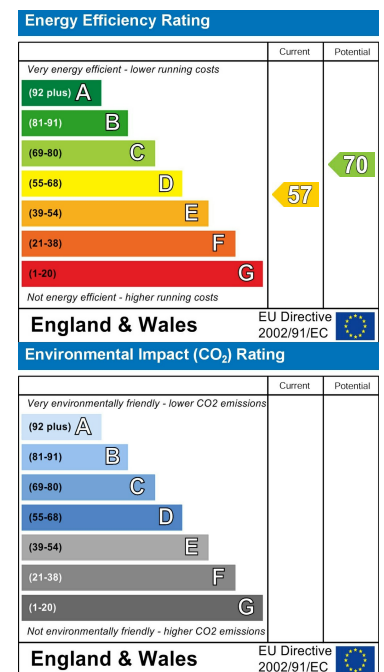 Energy Efficiency Rating
Current Potential
Very energy efficient - lower running costs
(92 plus) A
(81-91) B
(69-80) C
70
(55-68) D
57
(39-54) E
(21-38) F
(1-20) G
Not energy efficient - higher running costs
England & Wales
EU Directive
2002/91/EC
Environmental Impact (CO₂) Rating
Current Potential
Very environmentally friendly - lower CO2 emissions
(92 plus) A
(81-91) B
(69-80) C
(55-68) D
(39-54) E
(21-38) F
(1-20) G
Not environmentally friendly - higher CO2 emissions
England & Wales
EU Directive
2002/91/EC